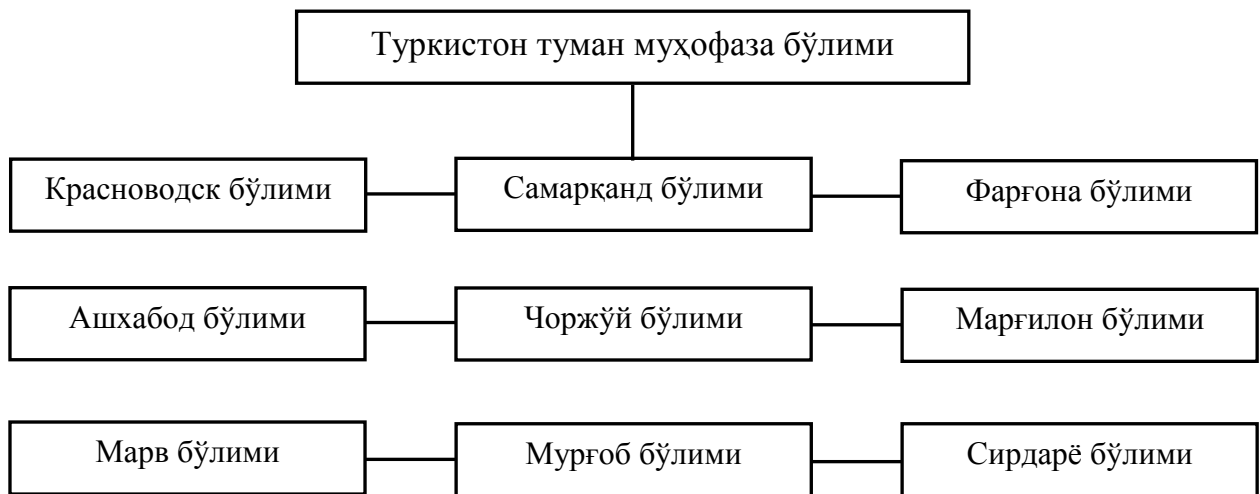 Туркистон туман муҳофаза бўлими
Красноводск бўлими
Самарқанд бўлими
Фарғона бўлими
Ашхабод бўлими
Чоржўй бўлими
Марғилон бўлими
Марв бўлими
Мурғоб бўлими
Сирдарё бўлими